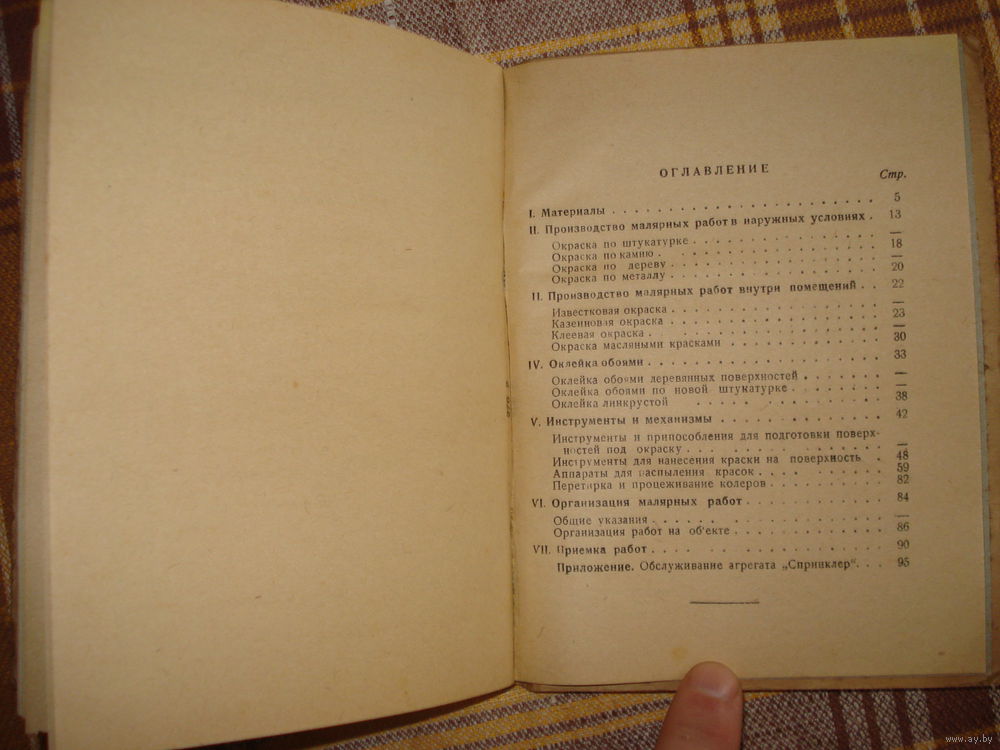 ОГЛАВЛЕНИЕ
Стр.
I. Материалы . . . . . . . . . . . . . . . . . . 5
II. Производство малярных работ в наружных условиях . 13
Окраска по штукатурке . . . . . . . . . . . . —
Окраска по камню . . . . . . . . . . . . . . 18
Окраска по дереву . . . . . . . . . . . . . . —
Окраска по металлу . . . . . . . . . . . . . 20
II. Производство малярных работ внутри помещений . . 22
Известковая окраска . . . . . . . . . . . . . —
Казеиновая окраска . . . . . . . . . . . . . 23
Клеевая окраска . . . . . . . . . . . . . . . —
Окраска масляными красками . . . . . . . . . 30
IV. Оклейка обоями . . . . . . . . . . . . . . . 33
Оклейка обоями деревянных поверхностей . . . . . —
Оклейка обоями по новой штукатурке . . . . . . —
Оклейка линкрустой . . . . . . . . . . . . . 38
V. Инструменты и механизмы . . . . . . . . . . . 42
Инструменты и припособления для подготовки поверх-
ностей под окраску . . . . . . . . . . . . . —
Инструменты для нанесения краски на поверхность . 48
Аппараты для распыления красок . . . . . . . . 59
Перетирка и процеживание колеров . . . . . . . 82
VI. Организация малярных работ . . . . . . . . . 84
Общие указания . . . . . . . . . . . . . . . —
Организация работ на об'екте . . . . . . . . . 86
VII. Приемка работ . . . . . . . . . . . . . . . 90
Приложение. Обслуживание агрегата „Спринклер“. . . 95
www.ay.by